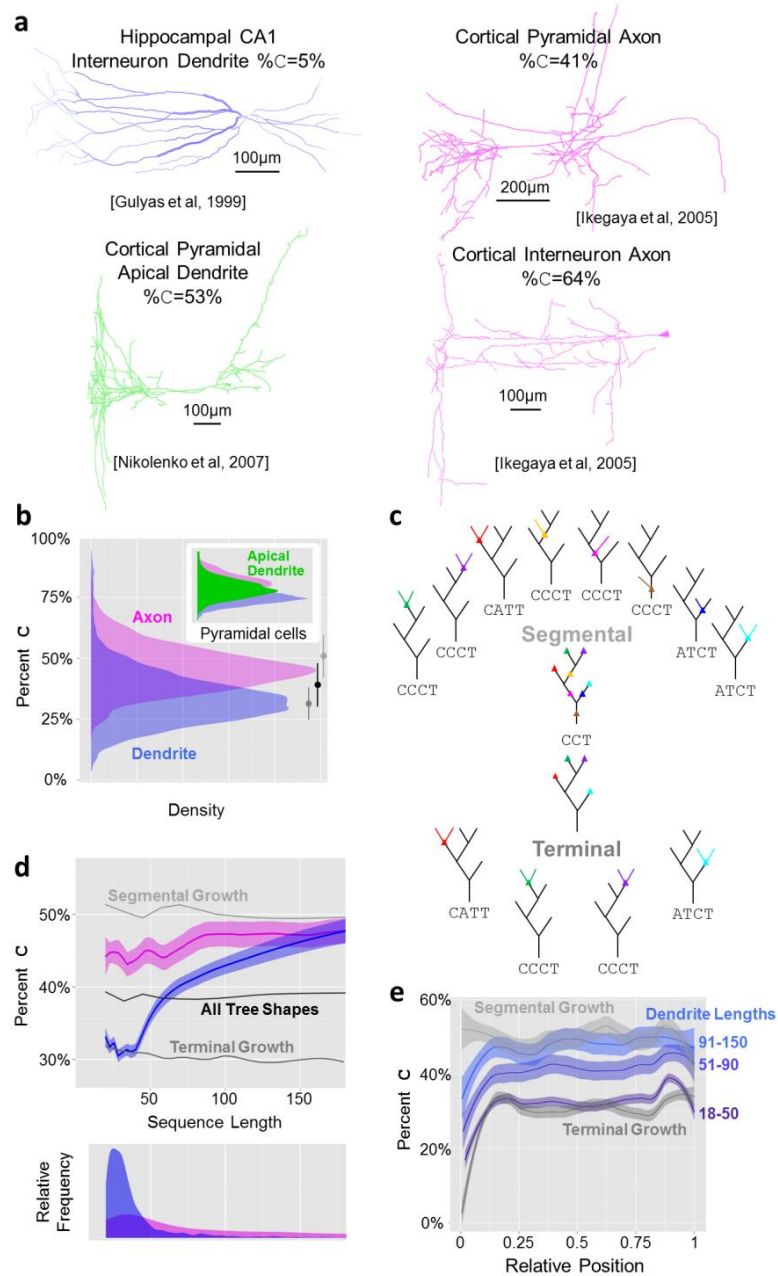 a
Hippocampal CA1
Interneuron Dendrite %C=5%
100µm
[Gulyas et al, 1999]
Cortical Pyramidal Axon
%C=41%
200µm
[Ikegaya et al, 2005]
Cortical Pyramidal
Apical Dendrite
%C=53%
100µm
[Nikolenko et al, 2007]
Cortical Interneuron Axon
%C=64%
100µm
[Ikegaya et al, 2005]
b
100%
75%
50%
25%
0%
Percent C
Axon
Dendrite
Apical
Dendrite
Pyramidal cells
Density
c
CCCT
CCCT
CATT
CCCT
CCCT
CCCT
ATCT
ATCT
Segmental
CCT
Terminal
CATT
CCCT
CCCT
ATCT
d
Segmental Growth
50%
40%
30%
Percent C
All Tree Shapes
Terminal Growth
50
100
150
Sequence Length
Relative
Frequency
e
60%
40%
20%
0%
Percent C
Segmental Growth
Dendrite Lengths
91-150
51-90
18-50
Terminal Growth
0
0.25
0.5
0.75
1
Relative Position